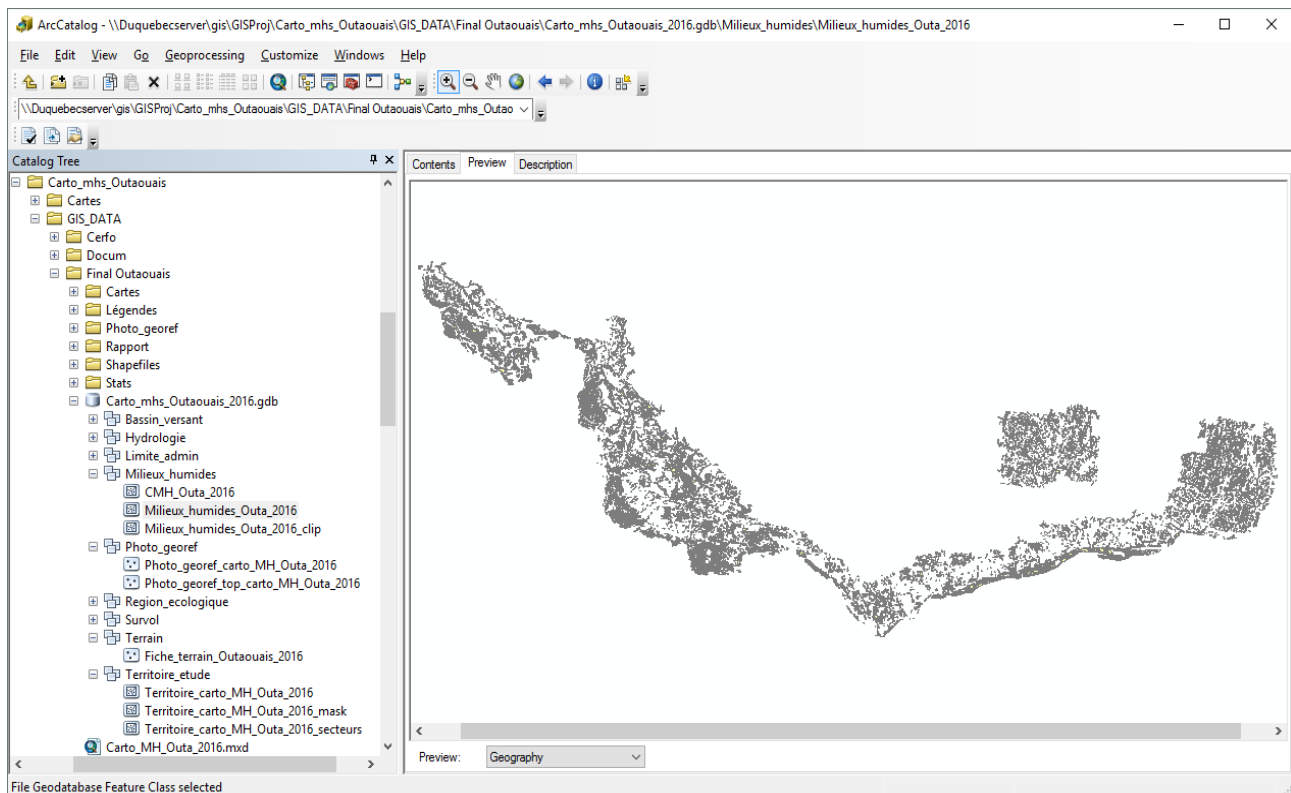 ArcCatalog - \\Duquebecserver\gis\GISProj\Carto_mhs_Outaouais\GIS_DATA\Final Outaouais\Carto_mhs_Outaouais_2016.gdb\Milieux_humides\Milieux_humides_Outa_2016
File Edit View Go Geoprocessing Customize Windows Help
\\Duquebecserver\gis\GISProj\Carto_mhs_Outaouais\GIS_DATA\Final Outaouais\Carto_mhs_Outao
Catalog Tree
Carto_mhs_Outaouais
Cartes
GIS_DATA
Cerfo
Docum
Final Outaouais
Cartes
Légendes
Photo_georef
Rapport
Shapefiles
Stats
Carto_mhs_Outaouais_2016.gdb
Bassin_versant
Hydrologie
Limite_admin
Milieux_humides
CMH_Outa_2016
Milieux_humides_Outa_2016
Milieux_humides_Outa_2016_clip
Photo_georef
Photo_georef_carto_MH_Outa_2016
Photo_georef_top_carto_MH_Outa_2016
Region_ecologique
Survol
Terrain
Fiche_terrain_Outaouais_2016
Territoire_etude
Territoire_carto_MH_Outa_2016
Territoire_carto_MH_Outa_2016_mask
Territoire_carto_MH_Outa_2016_secteurs
Carto_MH_Outa_2016.mxd
Contents Preview Description
Preview: Geography
File Geodatabase Feature Class selected